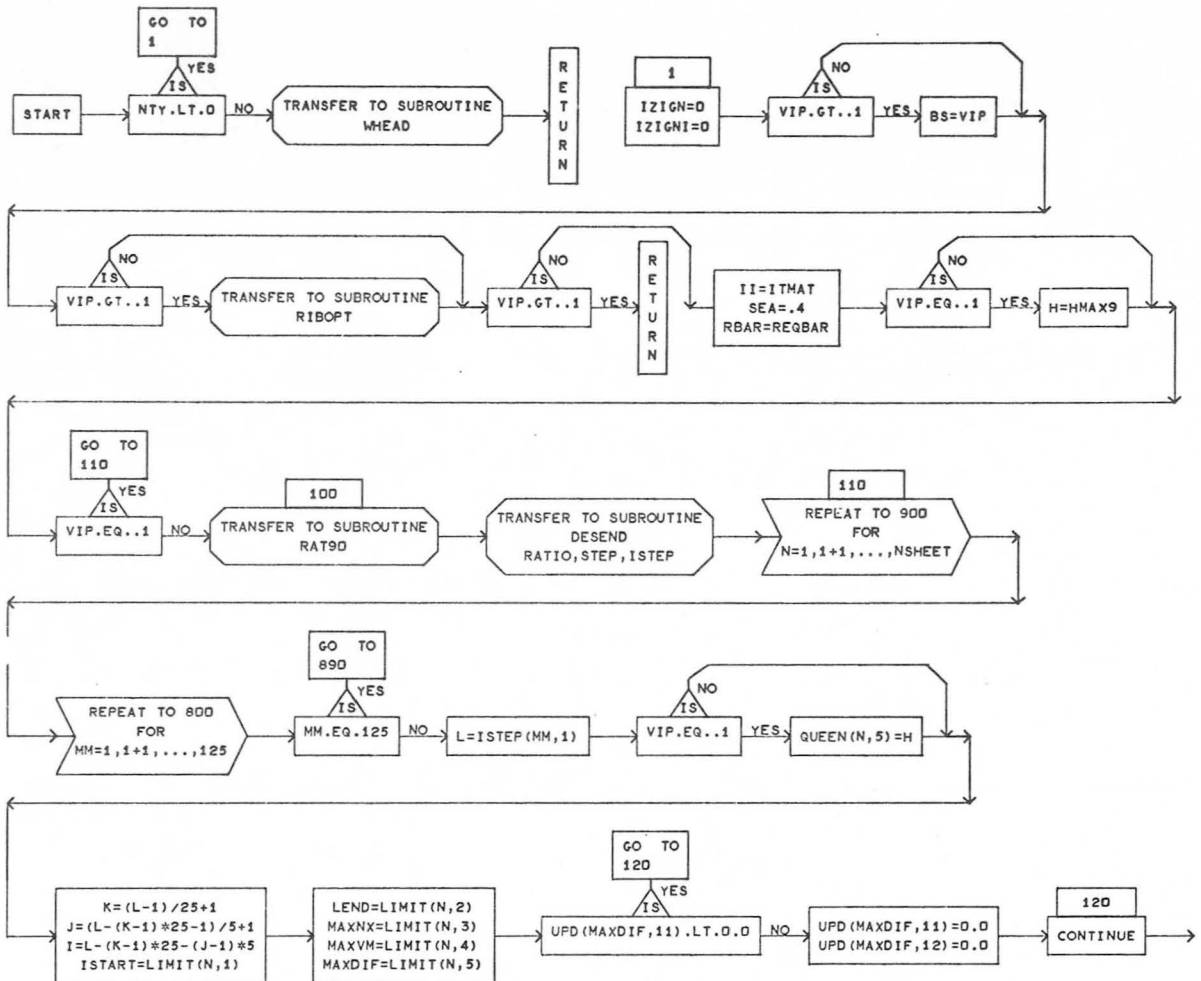 GO TO
1
YES
IS
START
NTY.LT.0
NO
TRANSFER TO SUBROUTINE
WHEAD
RETURN
1
IZIGN=0
IZIGNI=0
NO
IS
VIP.GT..1
YES
BS=VIP
NO
IS
VIP.GT..1
YES
TRANSFER TO SUBROUTINE
RIBOPT
NO
IS
VIP.GT..1
YES
RETURN
II=ITMAT
SEA=.4
RBAR=REQBAR
NO
IS
VIP.EQ..1
YES
H=HMAX9
GO TO
110
YES
IS
VIP.EQ..1
NO
100
TRANSFER TO SUBROUTINE
RAT90
TRANSFER TO SUBROUTINE
DESEND
RATIO,STEP,ISTEP
110
REPEAT TO 900
FOR
N=1,1+1,...,NSHEET
REPEAT TO 800
FOR
MM=1,1+1,...,125
GO TO
890
YES
IS
MM.EQ.125
NO
L=ISTEP(MM,1)
NO
IS
VIP.EQ..1
YES
QUEEN(N,5)=H
K=(L-1)/25+1
J=(L-(K-1)*25-1)/5+1
I=L-(K-1)*25-(J-1)*5
ISTART=LIMIT(N,1)
LEND=LIMIT(N,2)
MAXNX=LIMIT(N,3)
MAXVM=LIMIT(N,4)
MAXDIF=LIMIT(N,5)
GO TO
120
YES
IS
UPD(MAXDIF,11).LT.0.0
NO
UPD(MAXDIF,11)=0.0
UPD(MAXDIF,12)=0.0
120
CONTINUE